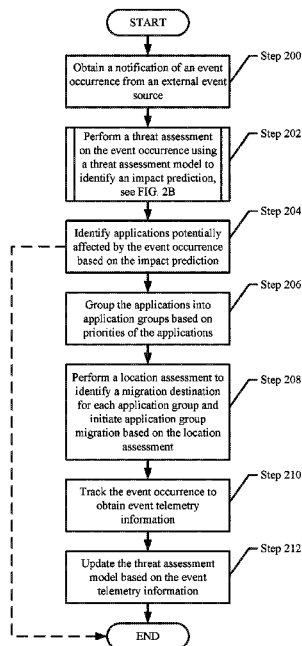 START
Step 200
Obtain a notification of an event
occurrence from an external event
source
Step 202
Perform a threat assessment
on the event occurrence using
a threat assessment model to
identify an impact prediction,
see FIG. 2B
Step 204
Identify applications potentially
affected by the event occurrence
based on the impact prediction
Step 206
Group the applications into
application groups based on
priorities of the applications
Step 208
Perform a location assessment to
identify a migration destination
for each application group and
initiate application group
migration based on the location
assessment
Step 210
Track the event occurrence to
obtain event telemetry
information
Step 212
Update the threat assessment
model based on the event
telemetry information
END